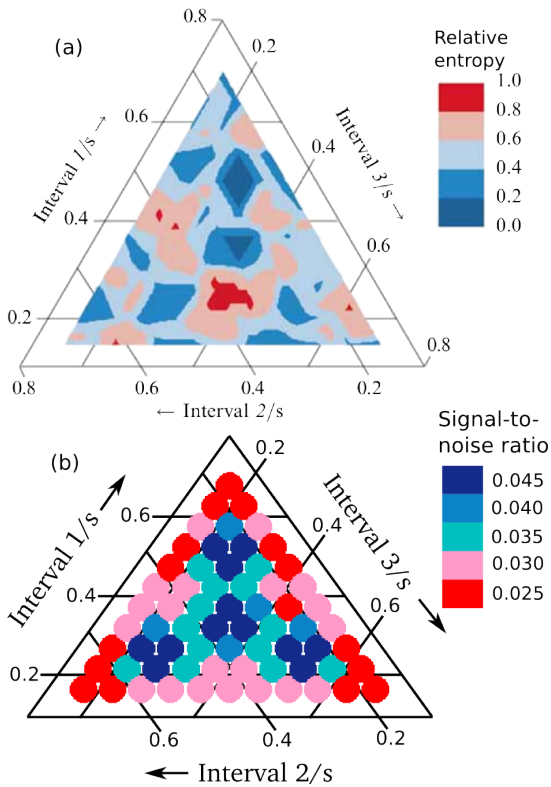 (a)
0.8
0.2
0.6
0.4
0.4
0.6
0.2
0.8
0.8
0.6
0.4
0.2
Interval 1/s →
Interval 3/s →
← Interval 2/s
Relative
entropy
1.0
0.8
0.6
0.4
0.2
0.0
(b)
0.2
0.6
0.4
0.4
0.6
0.2
0.6
0.4
0.2
Interval 1/s
Interval 3/s
Interval 2/s
Signal-to-
noise ratio
0.045
0.040
0.035
0.030
0.025